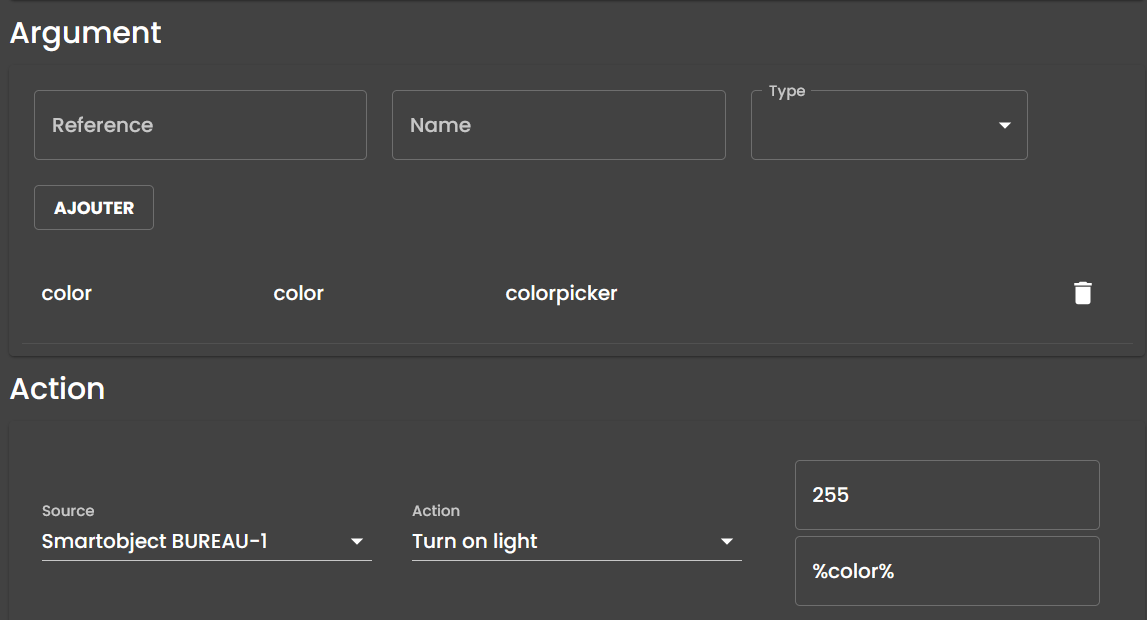 Argument
Reference
Name
Type
AJOUTER
color color colorpicker
Action
Source
Smartobject BUREAU-1
Action
Turn on light
255
%color%